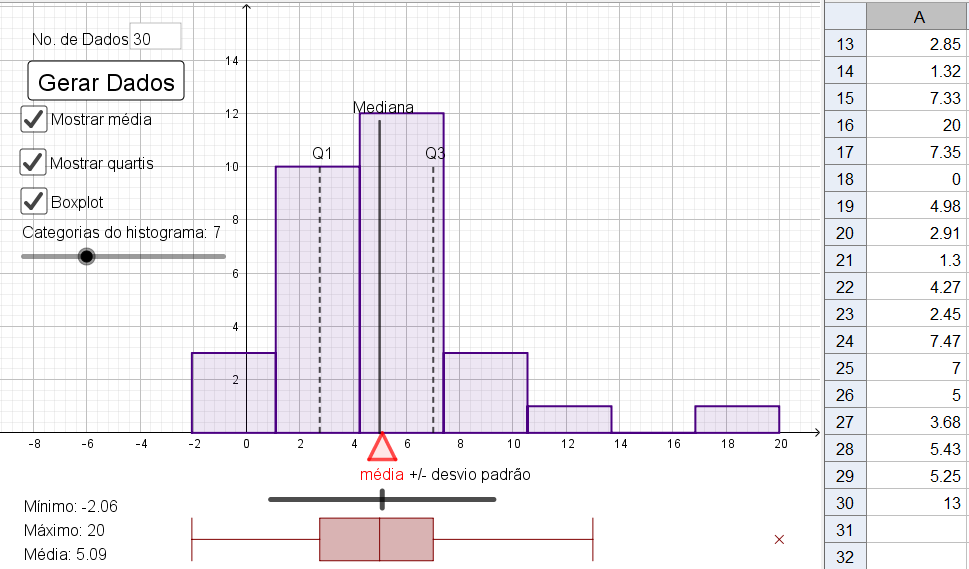 No. de Dados 30
Gerar Dados
Mostrar média
Mostrar quartis
Boxplot
Categorias do histograma: 7
14
12
10
8
6
4
2
Mediana
Q1
Q3
-8 -6 -4 -2 0 2 4 6 8 10 12 14 16 18 20
média +/- desvio padrão
Mínimo: -2.06
Máximo: 20
Média: 5.09
A
13 2.85
14 1.32
15 7.33
16 20
17 7.35
18 0
19 4.98
20 2.91
21 1.3
22 4.27
23 2.45
24 7.47
25 7
26 5
27 3.68
28 5.43
29 5.25
30 13
31
32